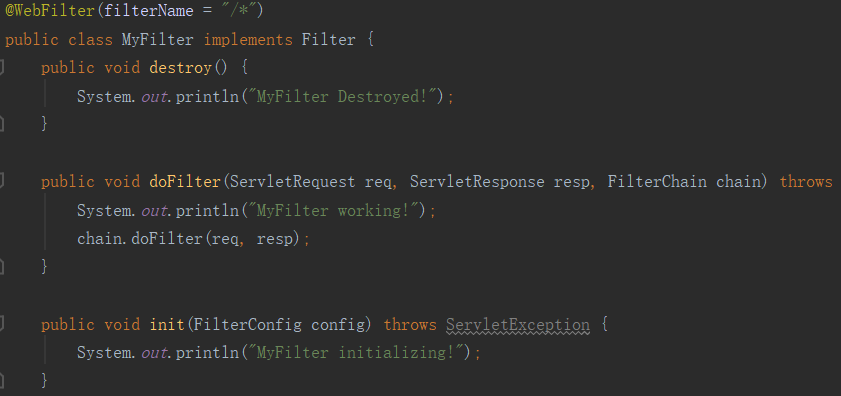 @WebFilter(filterName = "/*")
public class MyFilter implements Filter {
    public void destroy() {
        System.out.println("MyFilter Destroyed!");
    }
    public void doFilter(ServletRequest req, ServletResponse resp, FilterChain chain) throws
        System.out.println("MyFilter working!");
        chain.doFilter(req, resp);
    }
    public void init(FilterConfig config) throws ServletException {
        System.out.println("MyFilter initializing!");
    }